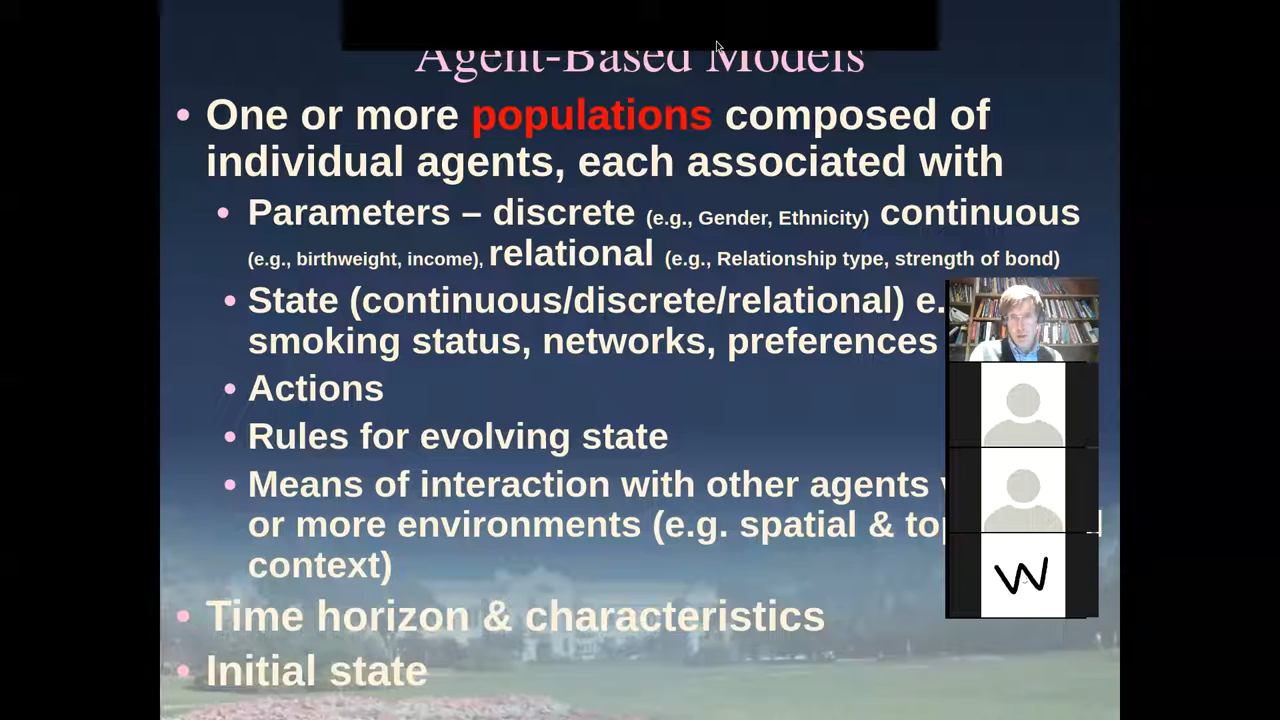 Agent-Based Models
• One or more populations composed of
individual agents, each associated with
• Parameters – discrete (e.g., Gender, Ethnicity) continuous
(e.g., birthweight, income), relational (e.g., Relationship type, strength of bond)
• State (continuous/discrete/relational) e.
smoking status, networks, preferences
• Actions
• Rules for evolving state
• Means of interaction with other agents
or more environments (e.g. spatial &
context)
• Time horizon & characteristics
• Initial state
W